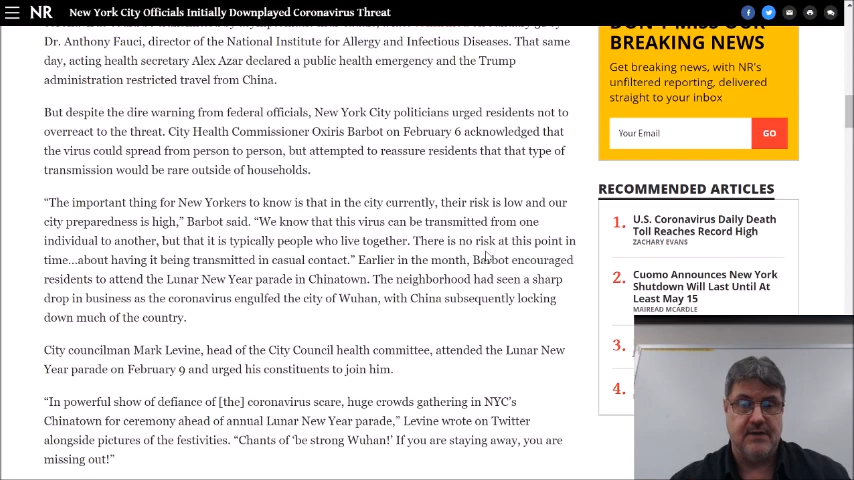 NR New York City Officials Initially Downplayed Coronavirus Threat
Dr. Anthony Fauci, director of the National Institute for Allergy and Infectious Diseases. That same
day, acting health secretary Alex Azar declared a public health emergency and the Trump
administration restricted travel from China.
But despite the dire warning from federal officials, New York City politicians urged residents not to
overreact to the threat. City Health Commissioner Oxiris Barbot on February 6 acknowledged that
the virus could spread from person to person, but attempted to reassure residents that that type of
transmission would be rare outside of households.
“The important thing for New Yorkers to know is that in the city currently, their risk is low and our
city preparedness is high,” Barbot said. “We know that this virus can be transmitted from one
individual to another, but that it is typically people who live together. There is no risk at this point in
time...about having it being transmitted in casual contact.” Earlier in the month, Barbot encouraged
residents to attend the Lunar New Year parade in Chinatown. The neighborhood had seen a sharp
drop in business as the coronavirus engulfed the city of Wuhan, with China subsequently locking
down much of the country.
City councilman Mark Levine, head of the City Council health committee, attended the Lunar New
Year parade on February 9 and urged his constituents to join him.
“In powerful show of defiance of [the] coronavirus scare, huge crowds gathering in NYC’s
Chinatown for ceremony ahead of annual Lunar New Year parade,” Levine wrote on Twitter
alongside pictures of the festivities. “Chants of ‘be strong Wuhan!’ If you are staying away, you are
missing out!”
DON'T MISS OUR
BREAKING NEWS
Get breaking news, with NR's
unfiltered reporting, delivered
straight to your inbox
Your Email GO
RECOMMENDED ARTICLES
1. U.S. Coronavirus Daily Death
Toll Reaches Record High
ZACHARY EVANS
2. Cuomo Announces New York
Shutdown Will Last Until At
Least May 15
MAIREAD MCARDLE
3.
4.